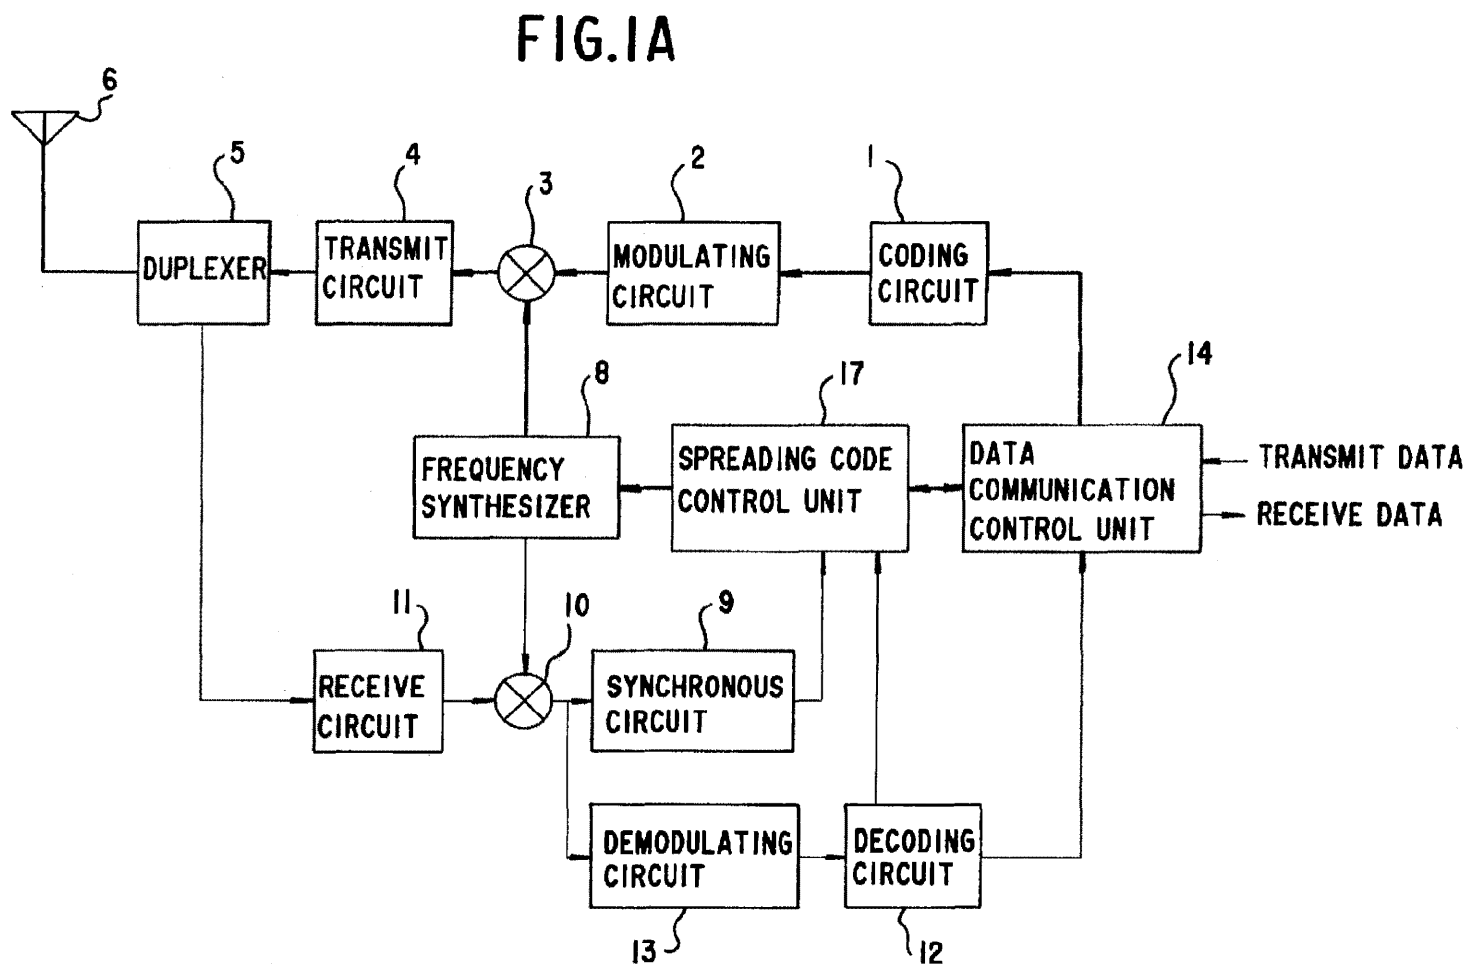 FIG.1A
6
5
4
3
2
1
DUPLEXER
TRANSMIT
CIRCUIT
MODULATING
CIRCUIT
CODING
CIRCUIT
8
17
14
FREQUENCY
SYNTHESIZER
SPREADING CODE
CONTROL UNIT
DATA
COMMUNICATION
CONTROL UNIT
TRANSMIT DATA
RECEIVE DATA
11
10
9
RECEIVE
CIRCUIT
SYNCHRONOUS
CIRCUIT
DEMODULATING
CIRCUIT
DECODING
CIRCUIT
13
12